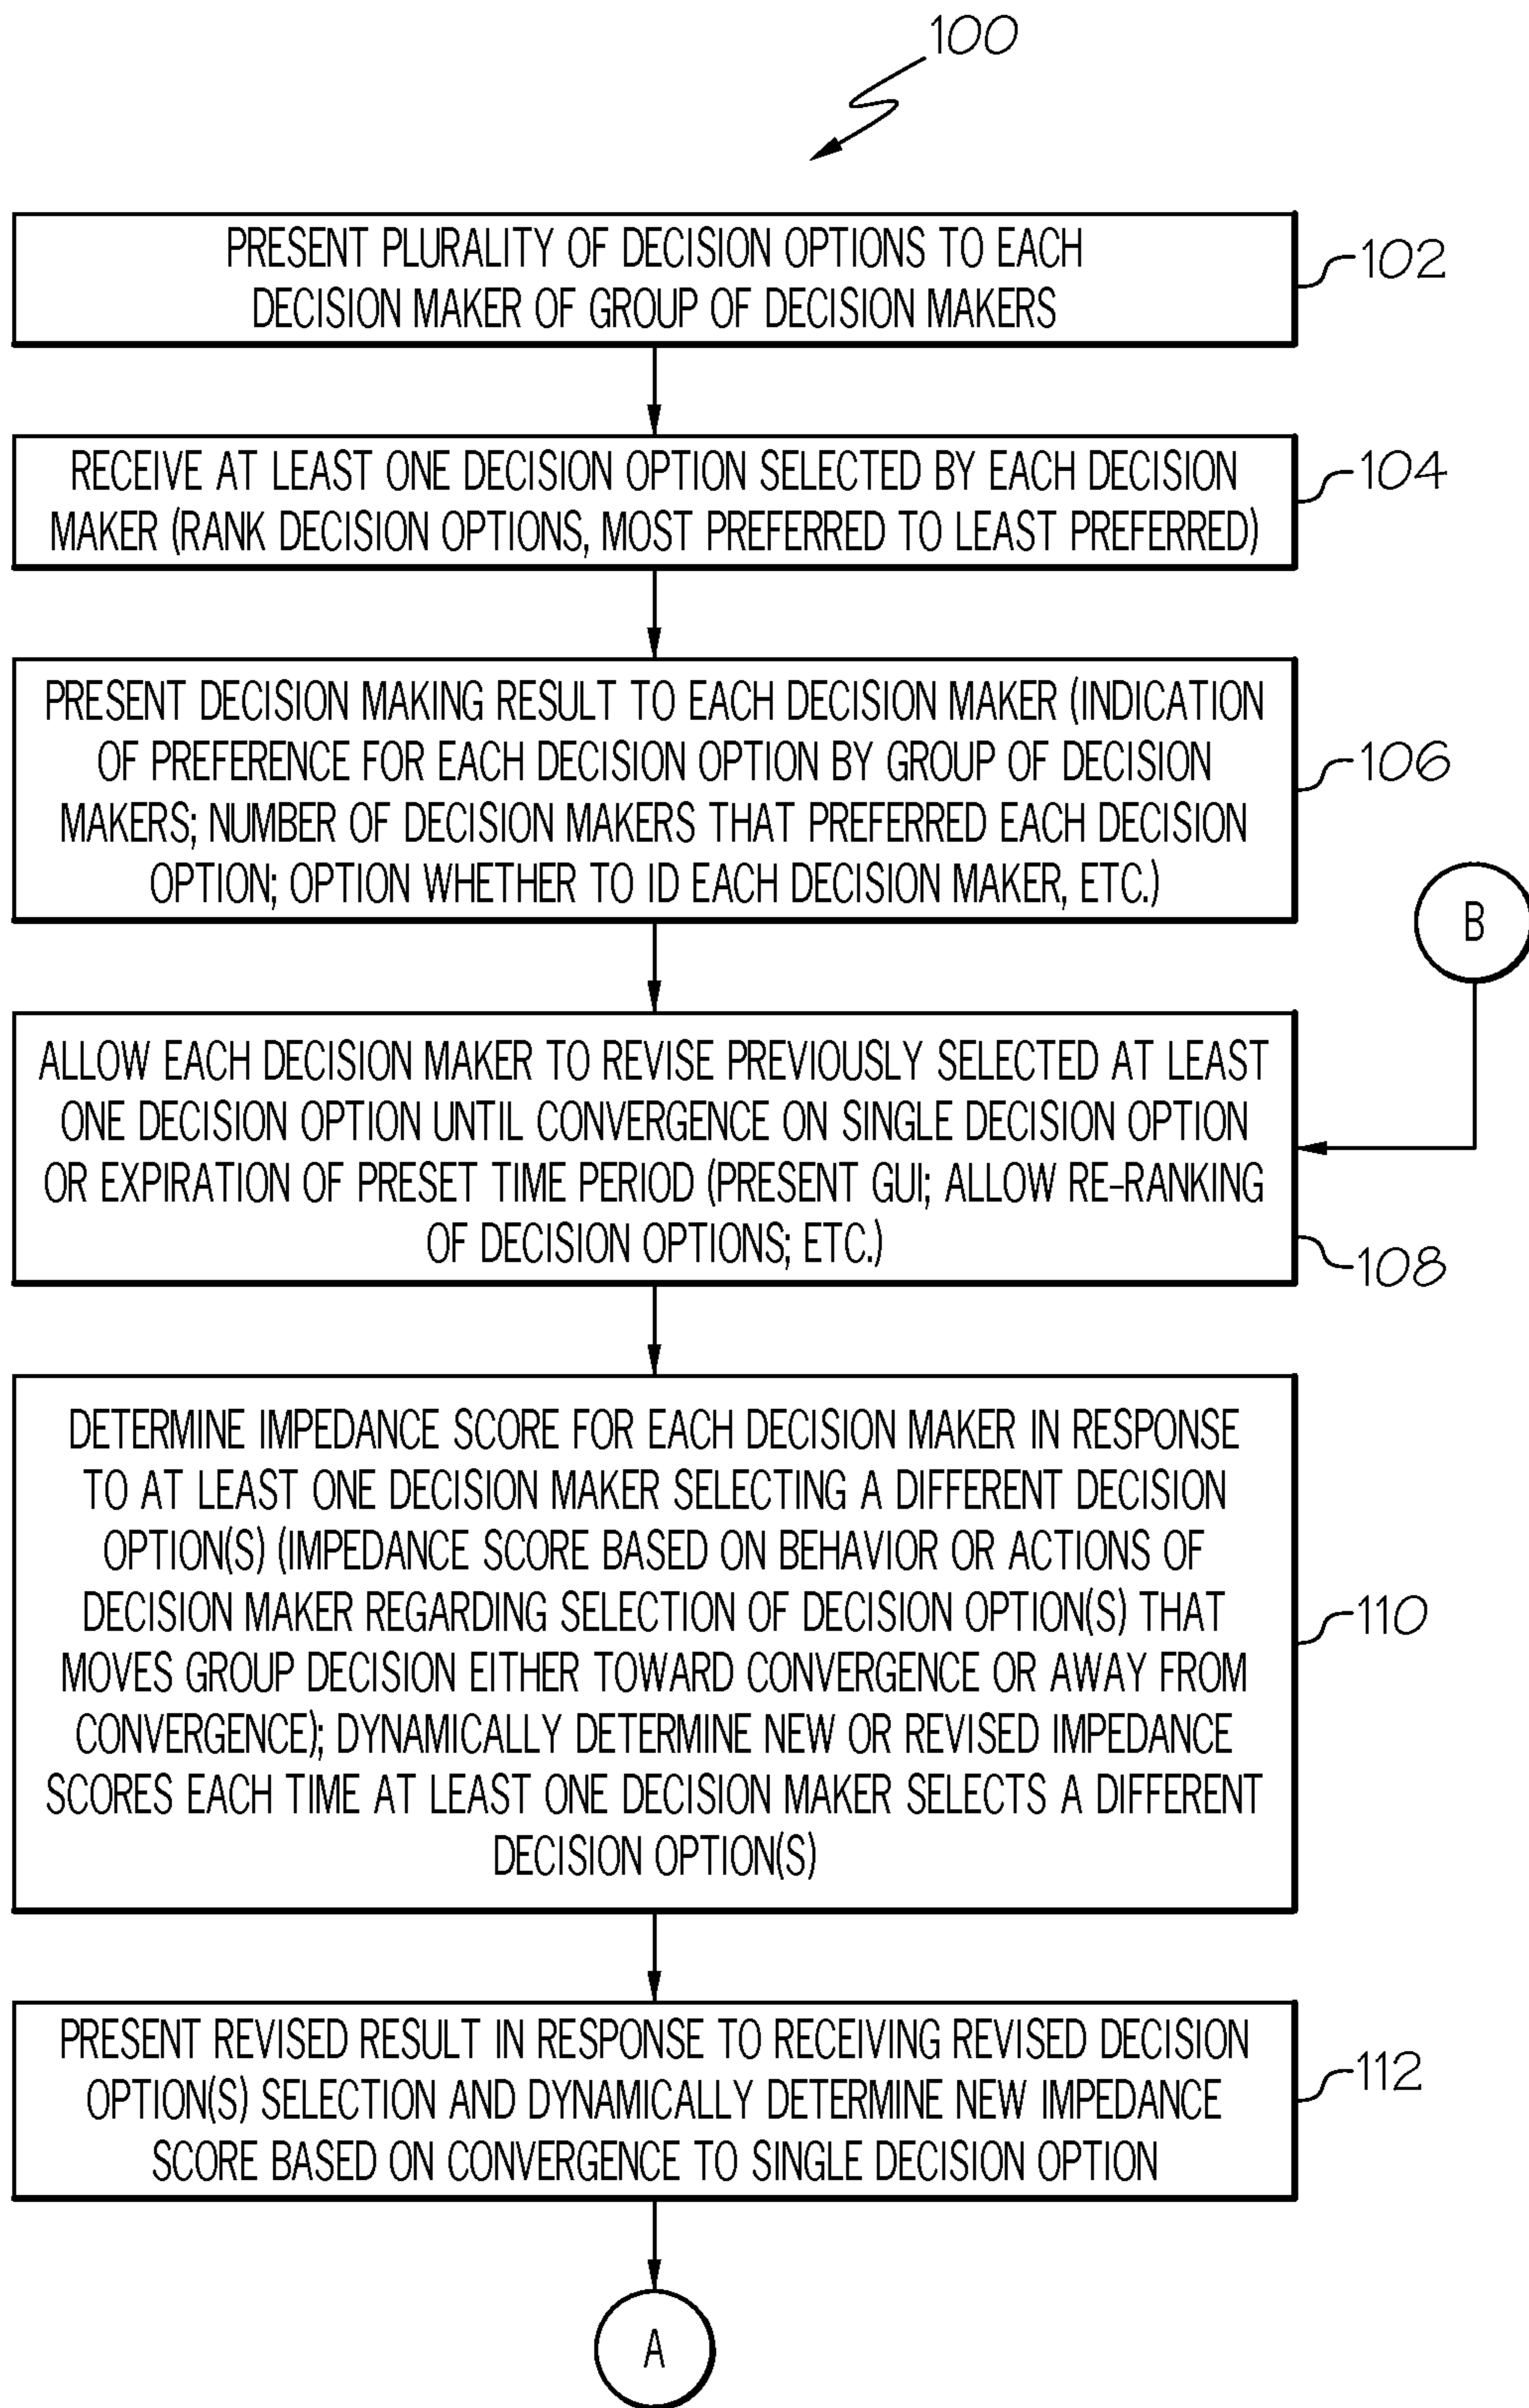 100
PRESENT PLURALITY OF DECISION OPTIONS TO EACH
DECISION MAKER OF GROUP OF DECISION MAKERS
102
RECEIVE AT LEAST ONE DECISION OPTION SELECTED BY EACH DECISION
MAKER (RANK DECISION OPTIONS, MOST PREFERRED TO LEAST PREFERRED)
104
PRESENT DECISION MAKING RESULT TO EACH DECISION MAKER (INDICATION
OF PREFERENCE FOR EACH DECISION OPTION BY GROUP OF DECISION
MAKERS; NUMBER OF DECISION MAKERS THAT PREFERRED EACH DECISION
OPTION; OPTION WHETHER TO ID EACH DECISION MAKER, ETC.)
106
B
ALLOW EACH DECISION MAKER TO REVISE PREVIOUSLY SELECTED AT LEAST
ONE DECISION OPTION UNTIL CONVERGENCE ON SINGLE DECISION OPTION
OR EXPIRATION OF PRESET TIME PERIOD (PRESENT GUI; ALLOW RE-RANKING
OF DECISION OPTIONS; ETC.)
108
DETERMINE IMPEDANCE SCORE FOR EACH DECISION MAKER IN RESPONSE
TO AT LEAST ONE DECISION MAKER SELECTING A DIFFERENT DECISION
OPTION(S) (IMPEDANCE SCORE BASED ON BEHAVIOR OR ACTIONS OF
DECISION MAKER REGARDING SELECTION OF DECISION OPTION(S) THAT
MOVES GROUP DECISION EITHER TOWARD CONVERGENCE OR AWAY FROM
CONVERGENCE); DYNAMICALLY DETERMINE NEW OR REVISED IMPEDANCE
SCORES EACH TIME AT LEAST ONE DECISION MAKER SELECTS A DIFFERENT
DECISION OPTION(S)
110
PRESENT REVISED RESULT IN RESPONSE TO RECEIVING REVISED DECISION
OPTION(S) SELECTION AND DYNAMICALLY DETERMINE NEW IMPEDANCE
SCORE BASED ON CONVERGENCE TO SINGLE DECISION OPTION
112
A